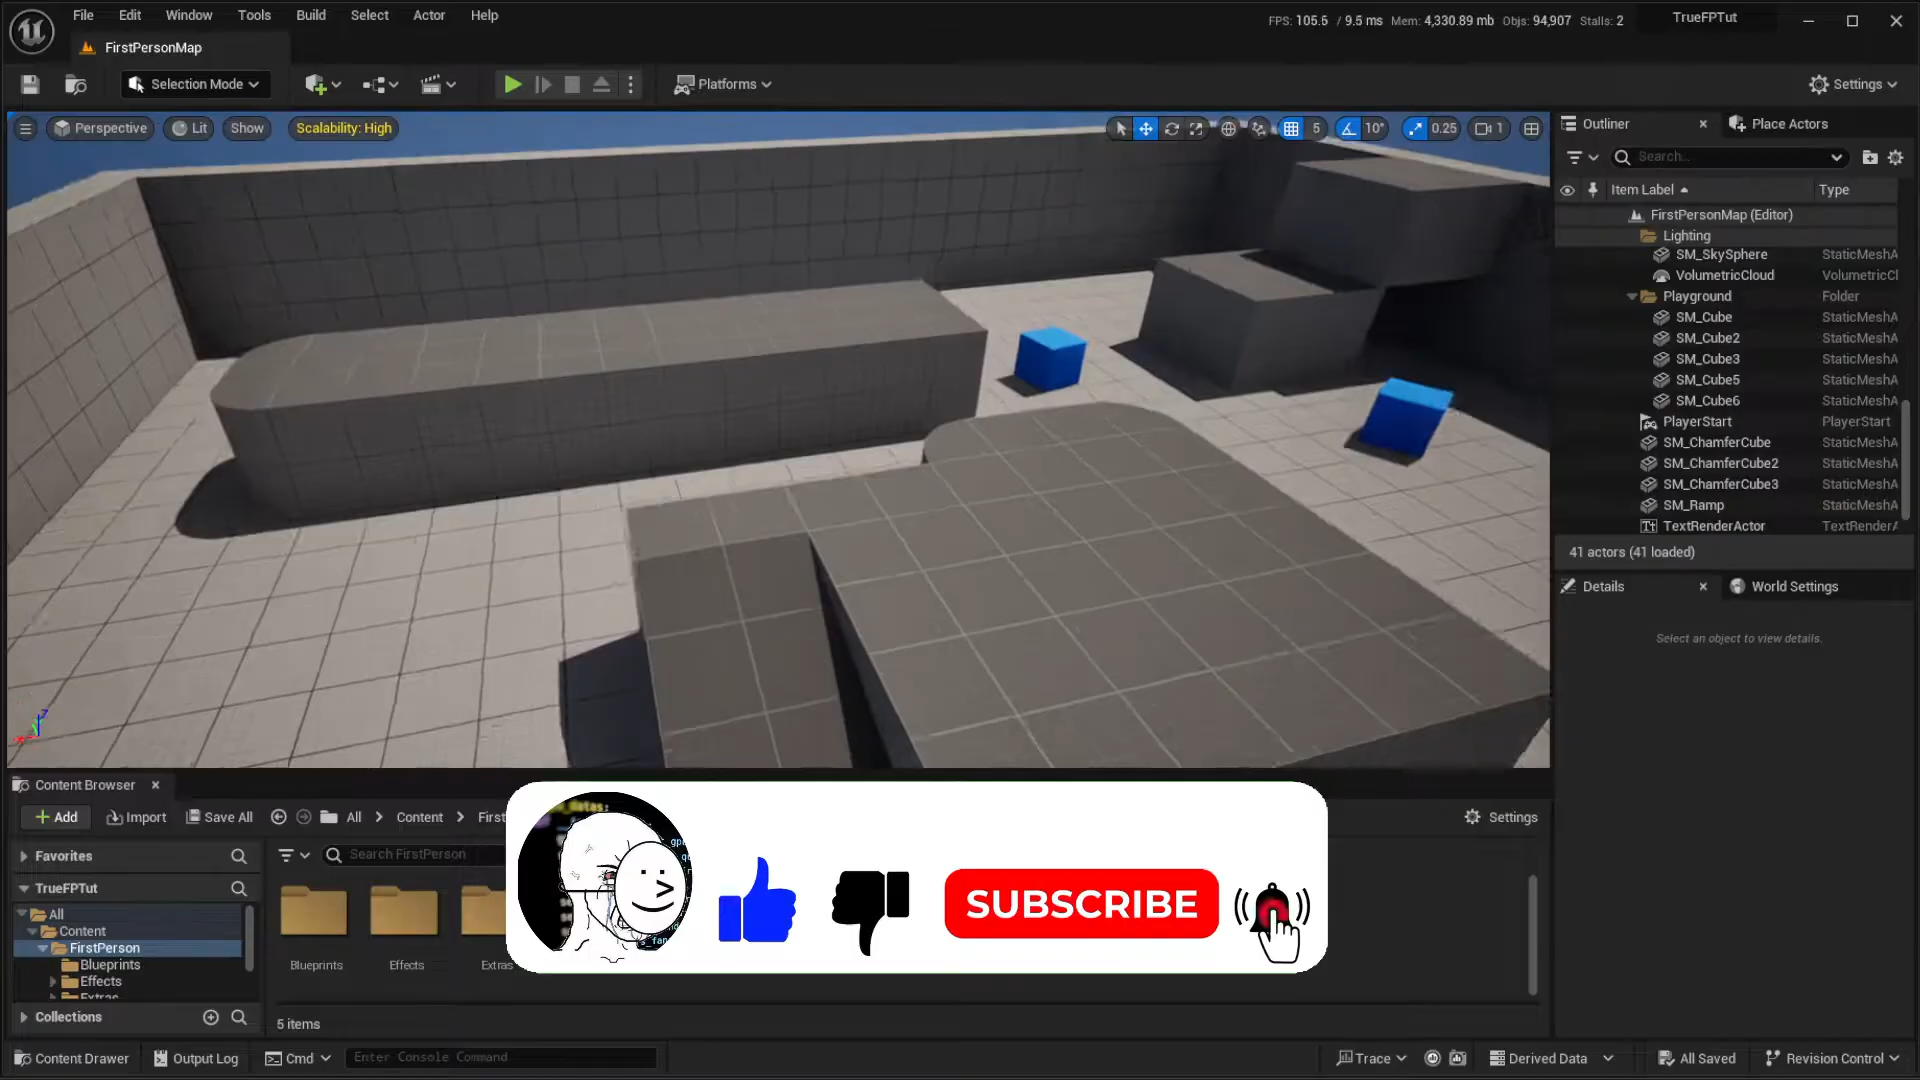 File Edit Window Tools Build Select Actor Help
FPS: 105.5 / 9.5 ms Mem: 4,330.89 mb Objs: 94,907 Stalls: 2
TrueFPTut
FirstPersonMap
Selection Mode
Platforms
Settings
Perspective
Lit
Show
Scalability: High
5
10°
0.25
1
Outliner
Place Actors
Search...
Item Label
Type
FirstPersonMap (Editor)
Lighting
SM_SkySphere StaticMeshA
VolumetricCloud VolumetricCl
Playground Folder
SM_Cube StaticMeshA
SM_Cube2 StaticMeshA
SM_Cube3 StaticMeshA
SM_Cube5 StaticMeshA
SM_Cube6 StaticMeshA
PlayerStart PlayerStart
SM_ChamferCube StaticMeshA
SM_ChamferCube2 StaticMeshA
SM_ChamferCube3 StaticMeshA
SM_Ramp StaticMeshA
TextRenderActor TextRenderA
41 actors (41 loaded)
Details
World Settings
Select an object to view details.
Z
Content Browser
Add
Import
Save All
All > Content > First
Settings
Favorites
Search FirstPerson
TrueFPTut
All
Content
FirstPerson
Blueprints
Effects
Extras
Collections
Blueprints
Effects
Extras
5 items
SUBSCRIBE
Content Drawer
Output Log
Cmd
Enter Console Command
Trace
Derived Data
All Saved
Revision Control